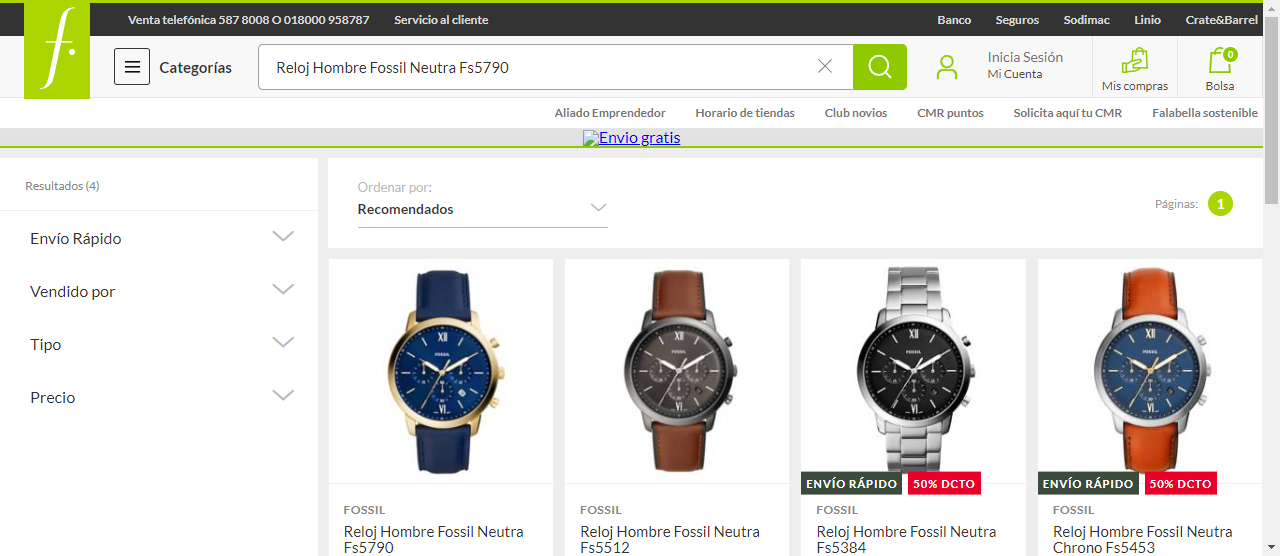 Venta telefónica 587 8008 O 018000 958787 Servicio al cliente Banco Seguros Sodimac Linio Crate&Barrel
f.
Categorías
Reloj Hombre Fossil Neutra Fs5790
Inicia Sesión
Mi Cuenta
Mis compras
0
Bolsa
Aliado Emprendedor Horario de tiendas Club novios CMR puntos Solicita aquí tu CMR Falabella sostenible
Envio gratis
Resultados (4)
Envío Rápido
Vendido por
Tipo
Precio
Ordenar por:
Recomendados
Páginas: 1
FOSSIL
Reloj Hombre Fossil Neutra
Fs5790
FOSSIL
Reloj Hombre Fossil Neutra
Fs5512
ENVÍO RÁPIDO 50% DCTO
FOSSIL
Reloj Hombre Fossil Neutra
Fs5384
ENVÍO RÁPIDO 50% DCTO
FOSSIL
Reloj Hombre Fossil Neutra
Chrono Fs5453